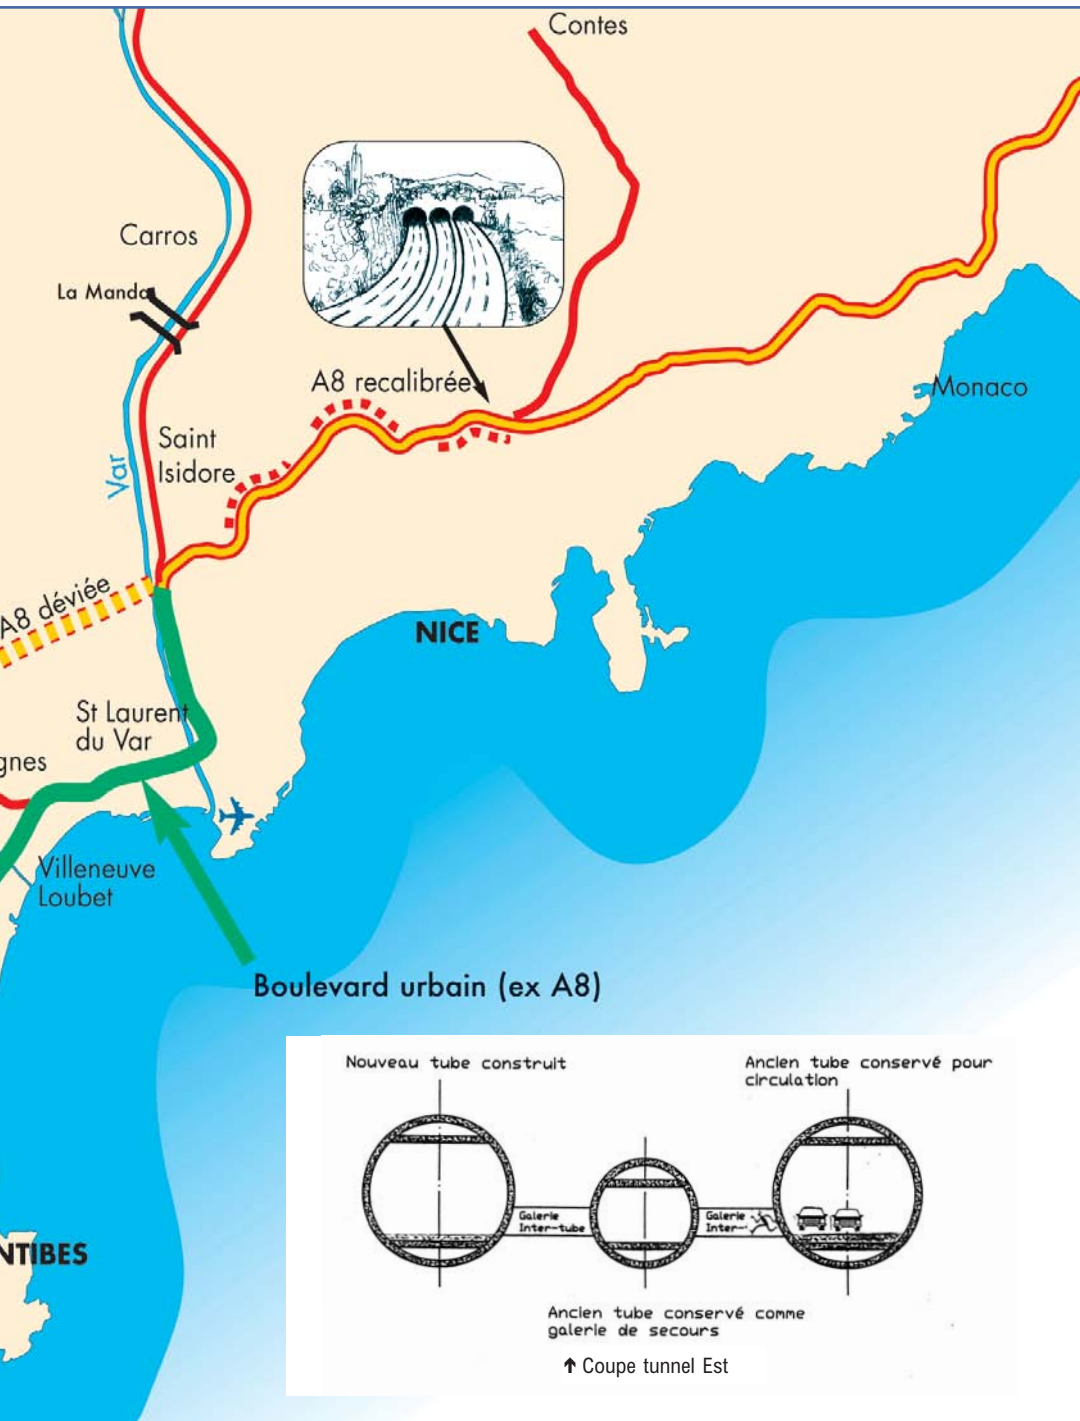 Contes
Carros
La Manda
A8 recalibrée
Monaco
Saint
Isidore
Var
A8 déviée
NICE
St Laurent
du Var
gnes
Villeneuve
Loubet
Boulevard urbain (ex A8)
NTIBES
Nouveau tube construit
Ancien tube conservé pour
circulation
Galerie
Inter-tube
Galerie
Inter-
Ancien tube conservé comme
galerie de secours
↑ Coupe tunnel Est